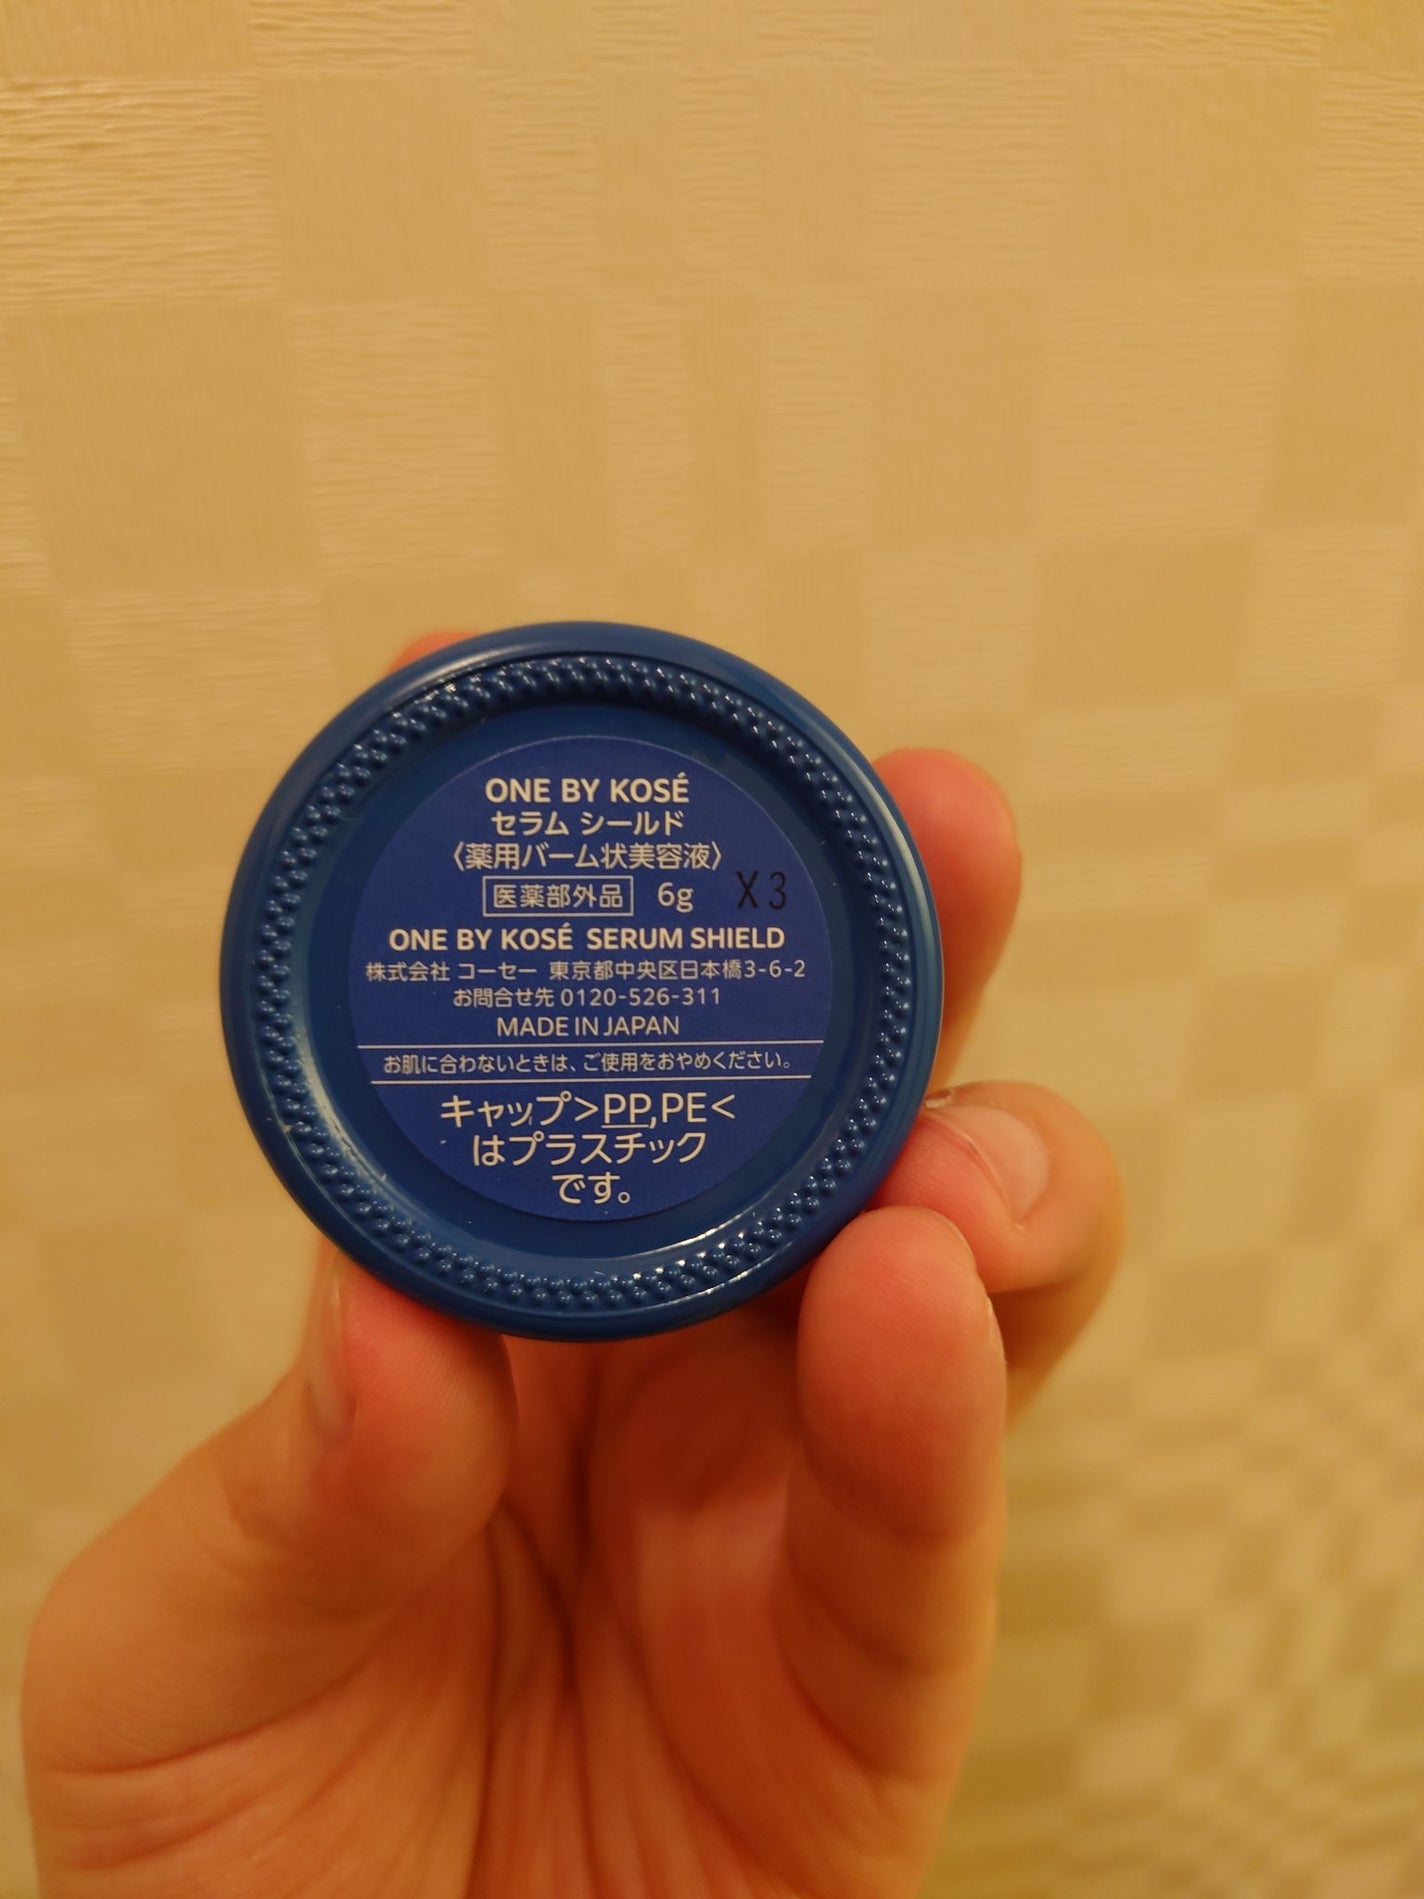 ONE BY KOSÉ
セラム シールド
〈薬用バーム状美容液〉
医薬部外品 6g X3
ONE BY KOSÉ SERUM SHIELD
株式会社 コーセー 東京都中央区日本橋3-6-2
お問合せ先 0120-526-311
MADE IN JAPAN
お肌に合わないときは、ご使用をおやめください。
キャップ>PP,PE<
はプラスチック
です。